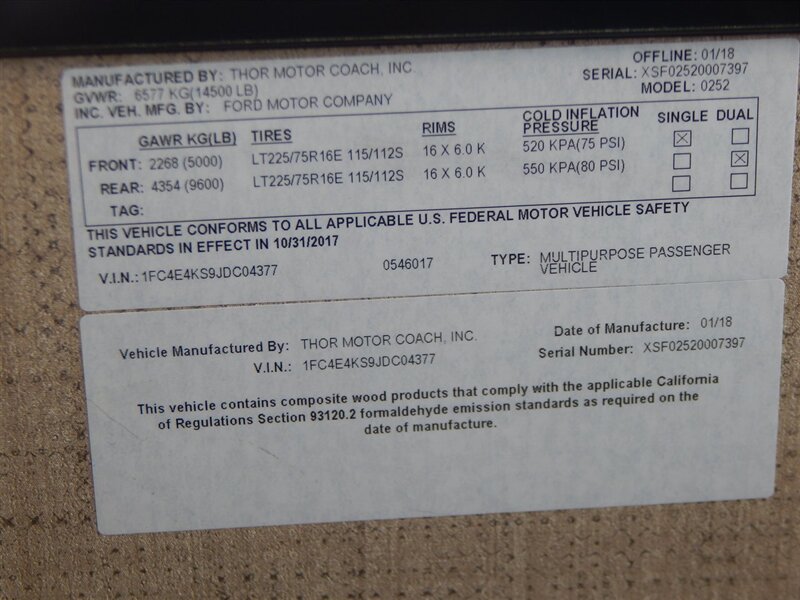 MANUFACTURED BY: THOR MOTOR COACH, INC
OFFLINE: 01/18
GVWR: 6577 KG(14500 LB)
SERIAL: XSF02520007397
INC. VEH. MFG. BY: FORD MOTOR COMPANY
MODEL: 0252
GAWR KG(LB) TIRES RIMS COLD INFLATION PRESSURE SINGLE DUAL
FRONT: 2268 (5000) LT225/75R16E 115/112S 16 X 6.0 K 520 KPA(75 PSI)
REAR: 4354 (9600) LT225/75R16E 115/112S 16 X 6.0 K 550 KPA(80 PSI)
TAG:
THIS VEHICLE CONFORMS TO ALL APPLICABLE U.S. FEDERAL MOTOR VEHICLE SAFETY
STANDARDS IN EFFECT IN 10/31/2017
V.I.N.: 1FC4E4KS9JDC04377 0546017 TYPE: MULTIPURPOSE PASSENGER
VEHICLE
Vehicle Manufactured By: THOR MOTOR COACH, INC. Date of Manufacture: 01/18
V.I.N.: 1FC4E4KS9JDC04377 Serial Number: XSF02520007397
This vehicle contains composite wood products that comply with the applicable California
of Regulations Section 93120.2 formaldehyde emission standards as required on the
date of manufacture.